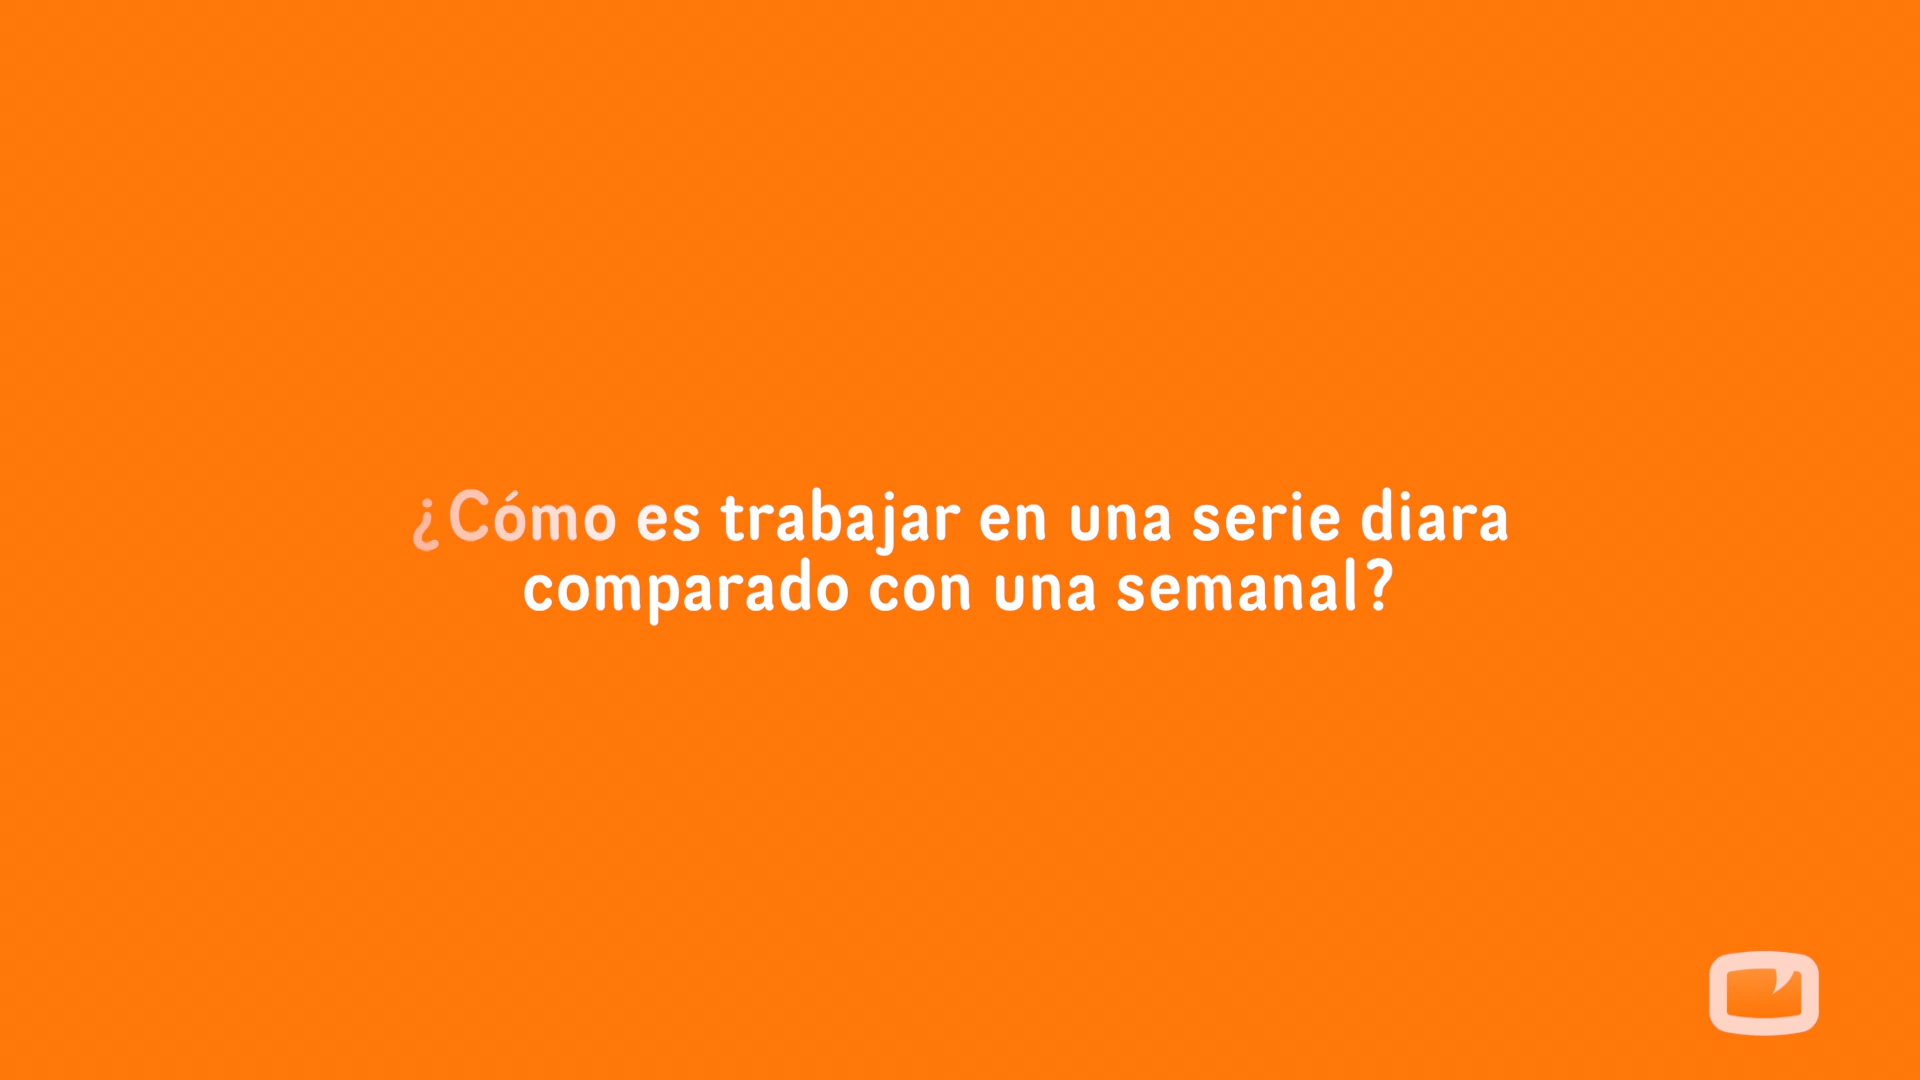 ¿Cómo es trabajar en una serie diara
comparado con una semanal?